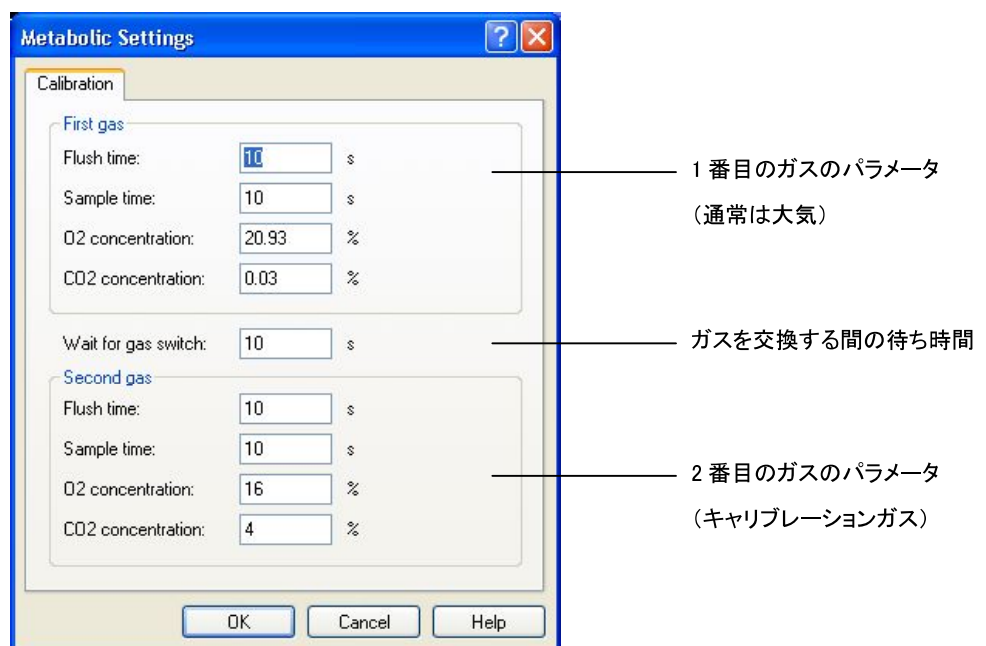 Metabolic Settings
Calibration
First gas
Flush time: 10 s
Sample time: 10 s
O2 concentration: 20.93 %
CO2 concentration: 0.03 %
1 番目のガスのパラメータ
（通常は大気）
Wait for gas switch: 10 s
ガスを交換する間の待ち時間
Second gas
Flush time: 10 s
Sample time: 10 s
O2 concentration: 16 %
CO2 concentration: 4 %
2 番目のガスのパラメータ
（キャリブレーションガス）
OK Cancel Help